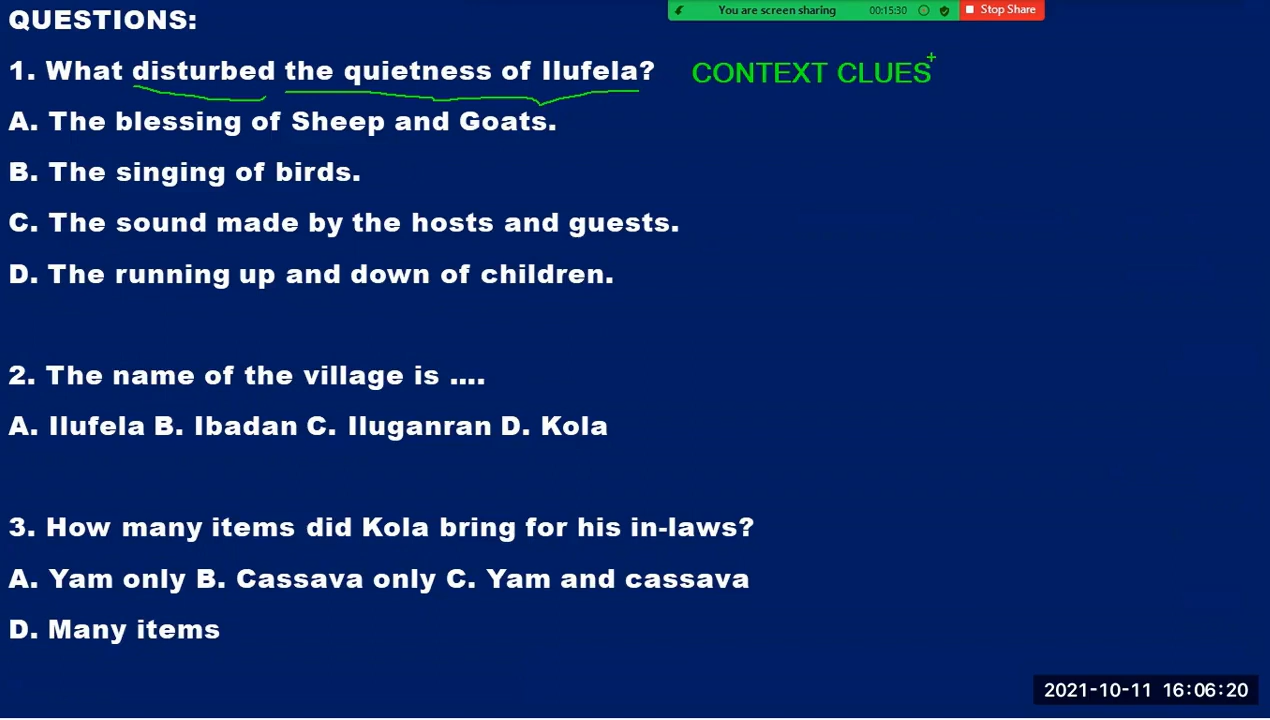 QUESTIONS:
You are screen sharing 00:15:30 Stop Share
1. What disturbed the quietness of Ilufela? CONTEXT CLUES
A. The blessing of Sheep and Goats.
B. The singing of birds.
C. The sound made by the hosts and guests.
D. The running up and down of children.
2. The name of the village is ....
A. Ilufela B. Ibadan C. Iluganran D. Kola
3. How many items did Kola bring for his in-laws?
A. Yam only B. Cassava only C. Yam and cassava
D. Many items
2021-10-11 16:06:20